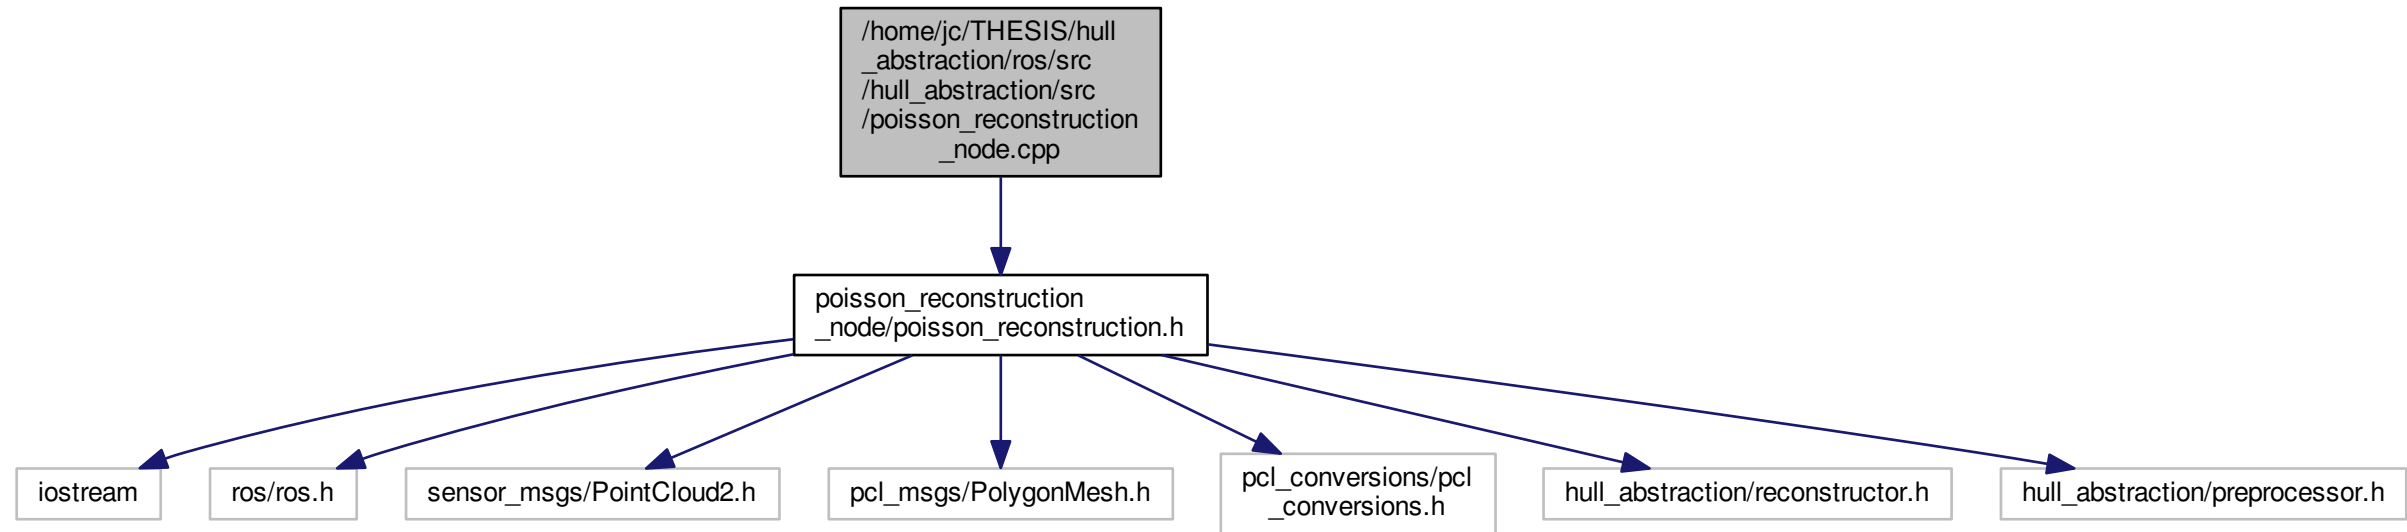 /home/jc/THESIS/hull
_abstraction/ros/src
/hull_abstraction/src
/poisson_reconstruction
_node.cpp
poisson_reconstruction
_node/poisson_reconstruction.h
iostream
ros/ros.h
sensor_msgs/PointCloud2.h
pcl_msgs/PolygonMesh.h
pcl_conversions/pcl
_conversions.h
hull_abstraction/reconstructor.h
hull_abstraction/preprocessor.h